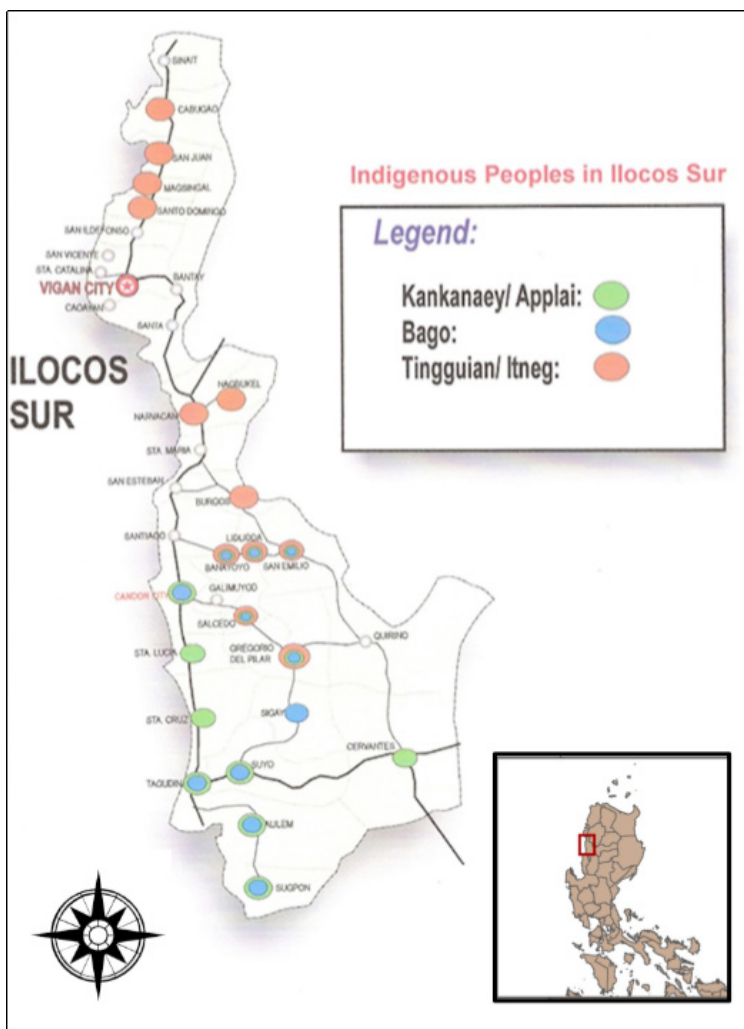 SINAIT
CABUGAO
SAN JUAN
MAGSINGAL
SANTO DOMINGO
SAN ILDEFONSO
SAN VICENTE
STA. CATALINA
VIGAN CITY
BANTAY
CAOAYAN
SANTA
ILOCOS
SUR
NAGBUKEL
NARVACAN
STA. MARIA
SAN ESTEBAN
BURGOS
SANTIAGO
LIDLIDDA
BANAYOYO
SAN EMILIO
CANDON CITY
GALIMUYOD
SALCEDO
QUIRINO
STA. LUCIA
GREGORIO
DEL PILAR
STA. CRUZ
SIGAY
CERVANTES
SUYO
TAGUDIN
ALILEM
SUGPON
Indigenous Peoples in Ilocos Sur
Legend:
Kankanaey/ Applai:
Bago:
Tingguian/ Itneg: